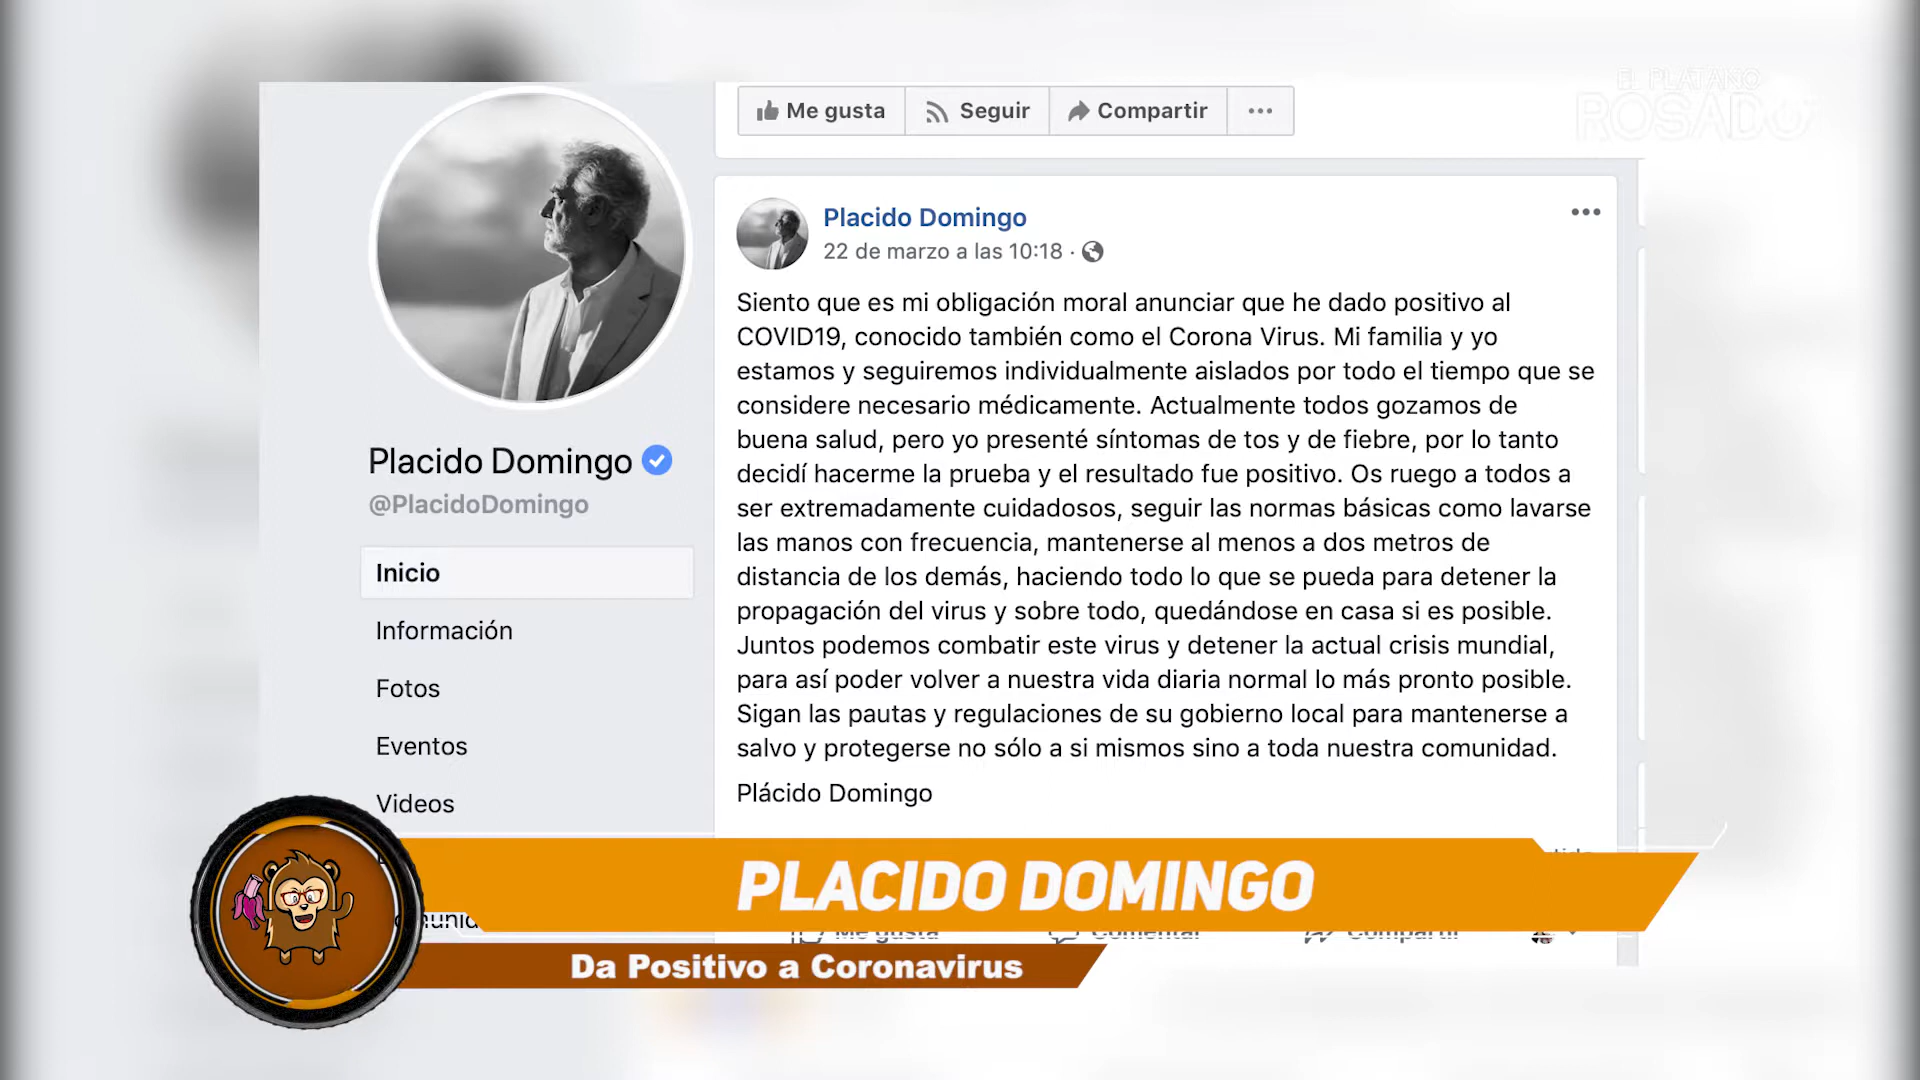 EL PLATANO
ROSADO
Me gusta
Seguir
Compartir
Placido Domingo
22 de marzo a las 10:18 ·
Siento que es mi obligación moral anunciar que he dado positivo al
COVID19, conocido también como el Corona Virus. Mi familia y yo
estamos y seguiremos individualmente aislados por todo el tiempo que se
considere necesario médicamente. Actualmente todos gozamos de
buena salud, pero yo presenté síntomas de tos y de fiebre, por lo tanto
decidí hacerme la prueba y el resultado fue positivo. Os ruego a todos a
ser extremadamente cuidadosos, seguir las normas básicas como lavarse
las manos con frecuencia, mantenerse al menos a dos metros de
distancia de los demás, haciendo todo lo que se pueda para detener la
propagación del virus y sobre todo, quedándose en casa si es posible.
Juntos podemos combatir este virus y detener la actual crisis mundial,
para así poder volver a nuestra vida diaria normal lo más pronto posible.
Sigan las pautas y regulaciones de su gobierno local para mantenerse a
salvo y protegerse no sólo a si mismos sino a toda nuestra comunidad.
Plácido Domingo
Placido Domingo
@PlacidoDomingo
Inicio
Información
Fotos
Eventos
Videos
PLACIDO DOMINGO
Me gusta
Comentar
Compartir
Da Positivo a Coronavirus